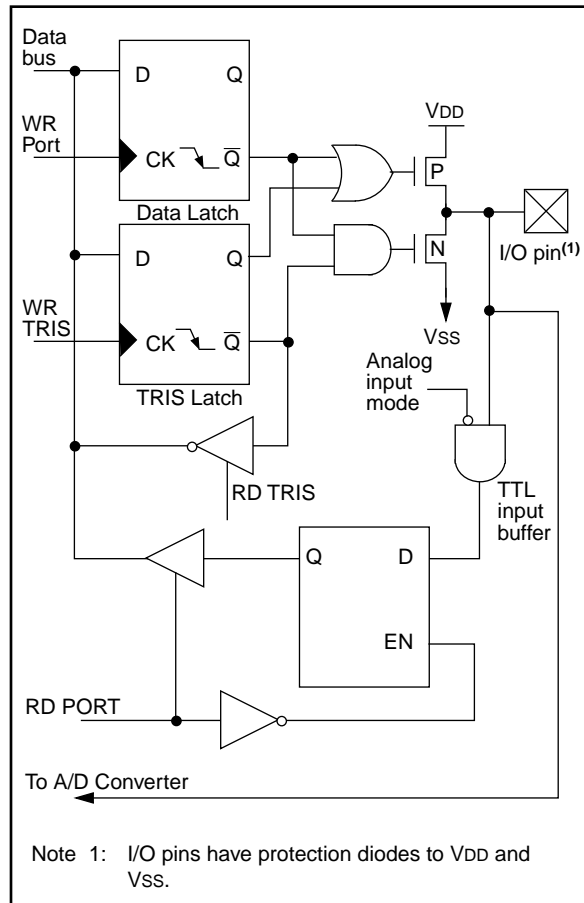 Data
bus
D
Q
WR
Port
CK
Q
Data Latch
VDD
P
N
I/O pin(1)
VSS
D
Q
WR
TRIS
CK
Q
TRIS Latch
RD TRIS
Analog
input
mode
TTL
input
buffer
Q
D
EN
RD PORT
To A/D Converter
Note 1: I/O pins have protection diodes to VDD and
VSS.